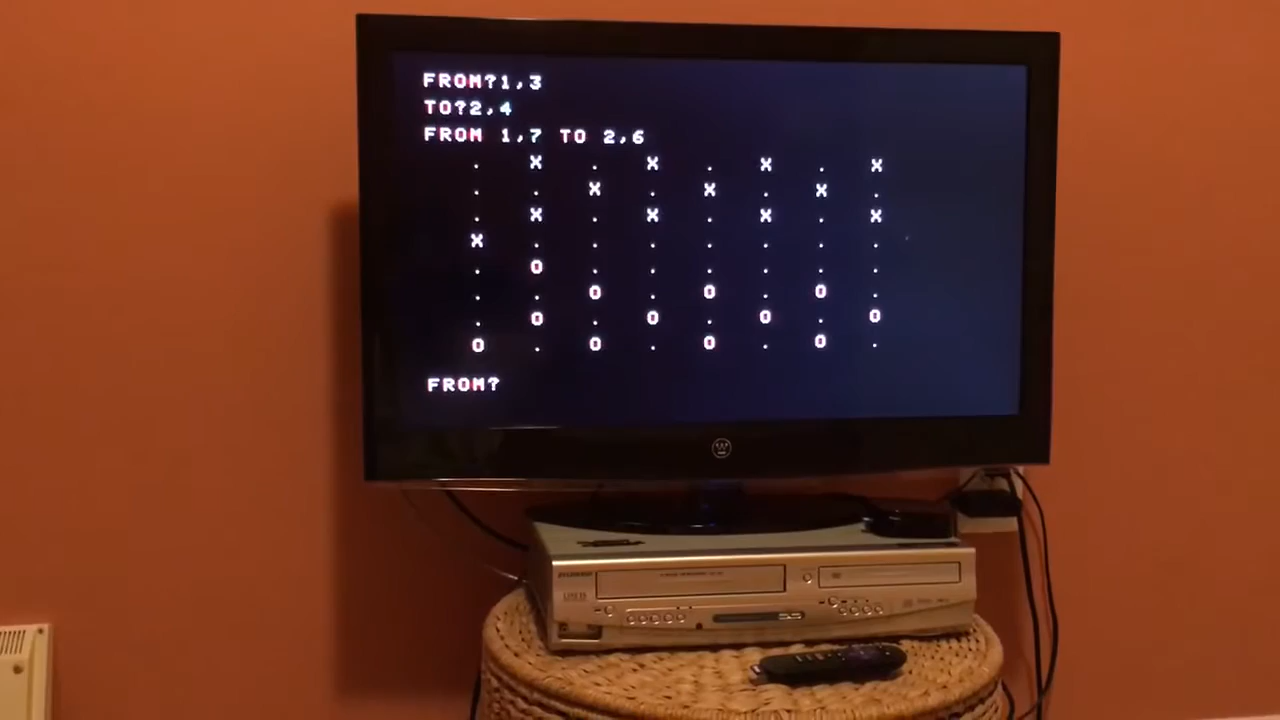 FROM?1,3
TO?2,4
FROM 1,7 TO 2,6
. X . X . X . X
. . X . X . X .
. X . X . X . X
X . . . . . . .
. O . . . . . .
. . O . O . O .
. O . O . O . O
O . O . O . O .
FROM?